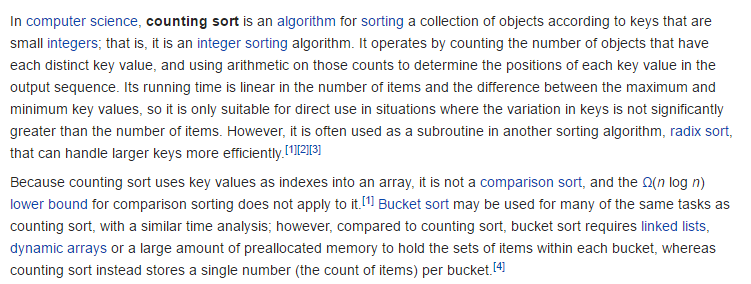 In computer science, counting sort is an algorithm for sorting a collection of objects according to keys that are
small integers; that is, it is an integer sorting algorithm. It operates by counting the number of objects that have
each distinct key value, and using arithmetic on those counts to determine the positions of each key value in the
output sequence. Its running time is linear in the number of items and the difference between the maximum and
minimum key values, so it is only suitable for direct use in situations where the variation in keys is not significantly
greater than the number of items. However, it is often used as a subroutine in another sorting algorithm, radix sort,
that can handle larger keys more efficiently.[1][2][3]
Because counting sort uses key values as indexes into an array, it is not a comparison sort, and the Ω(n log n)
lower bound for comparison sorting does not apply to it.[1] Bucket sort may be used for many of the same tasks as
counting sort, with a similar time analysis; however, compared to counting sort, bucket sort requires linked lists,
dynamic arrays or a large amount of preallocated memory to hold the sets of items within each bucket, whereas
counting sort instead stores a single number (the count of items) per bucket.[4]